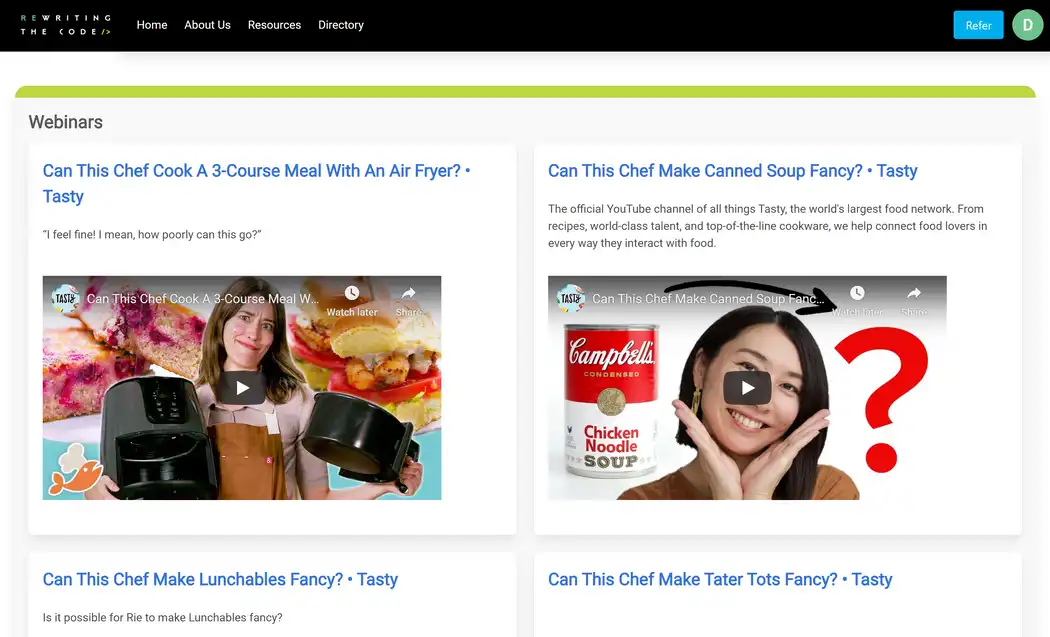 REWRITING
THE CODE/>
Home
About Us
Resources
Directory
Refer
D
Webinars
Can This Chef Cook A 3-Course Meal With An Air Fryer? •
Tasty
“I feel fine! I mean, how poorly can this go?”
TASTY
Can This Chef Cook A 3-Course Meal W...
Watch later
Share
Can This Chef Make Canned Soup Fancy? • Tasty
The official YouTube channel of all things Tasty, the world's largest food network. From
recipes, world-class talent, and top-of-the-line cookware, we help connect food lovers in
every way they interact with food.
TASTY
Can This Chef Make Canned Soup Fanc...
Watch later
Share
Campbell's
CONDENSED
Chicken
Noodle
SOUP
?
Can This Chef Make Lunchables Fancy? • Tasty
Is it possible for Rie to make Lunchables fancy?
Can This Chef Make Tater Tots Fancy? • Tasty